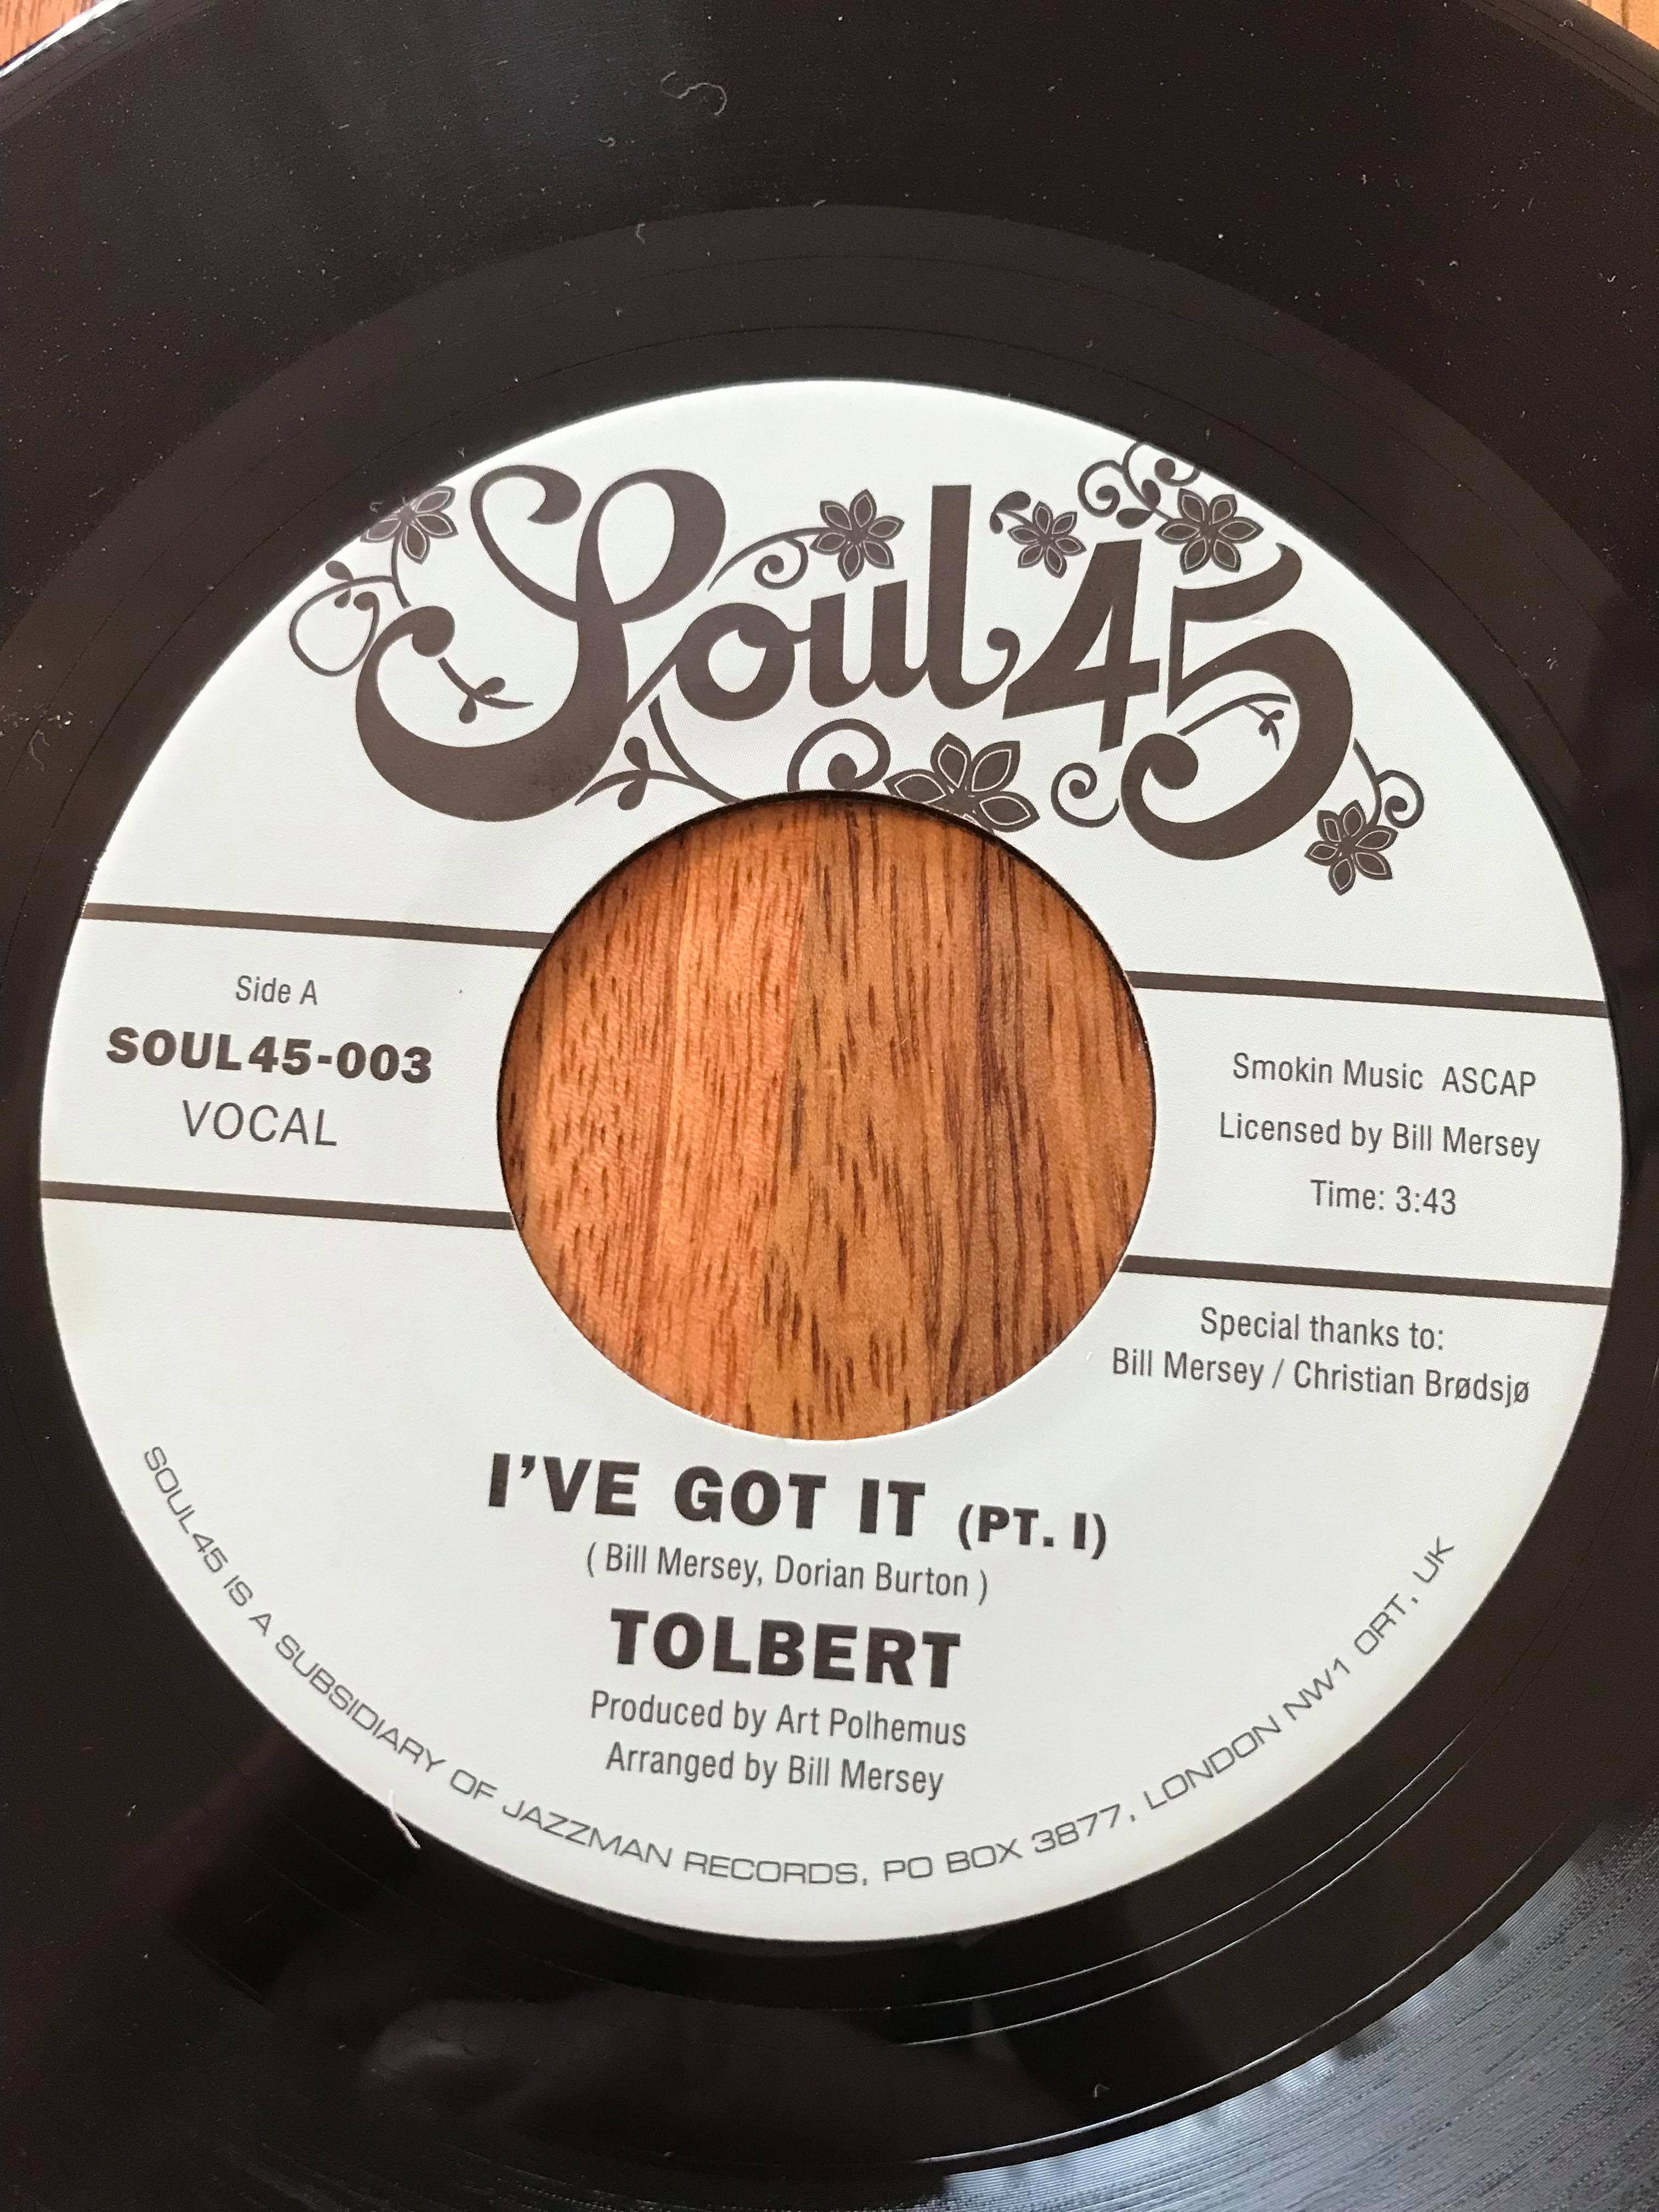 Soul 45
Side A
SOUL45-003
VOCAL
Smokin Music ASCAP
Licensed by Bill Mersey
Time: 3:43
Special thanks to:
Bill Mersey / Christian Brødsjø
I'VE GOT IT (PT. I)
( Bill Mersey, Dorian Burton )
TOLBERT
Produced by Art Polhemus
Arranged by Bill Mersey
SOUL45 IS A SUBSIDIARY OF JAZZMAN RECORDS, PO BOX 3877, LONDON NW1 0RT, UK